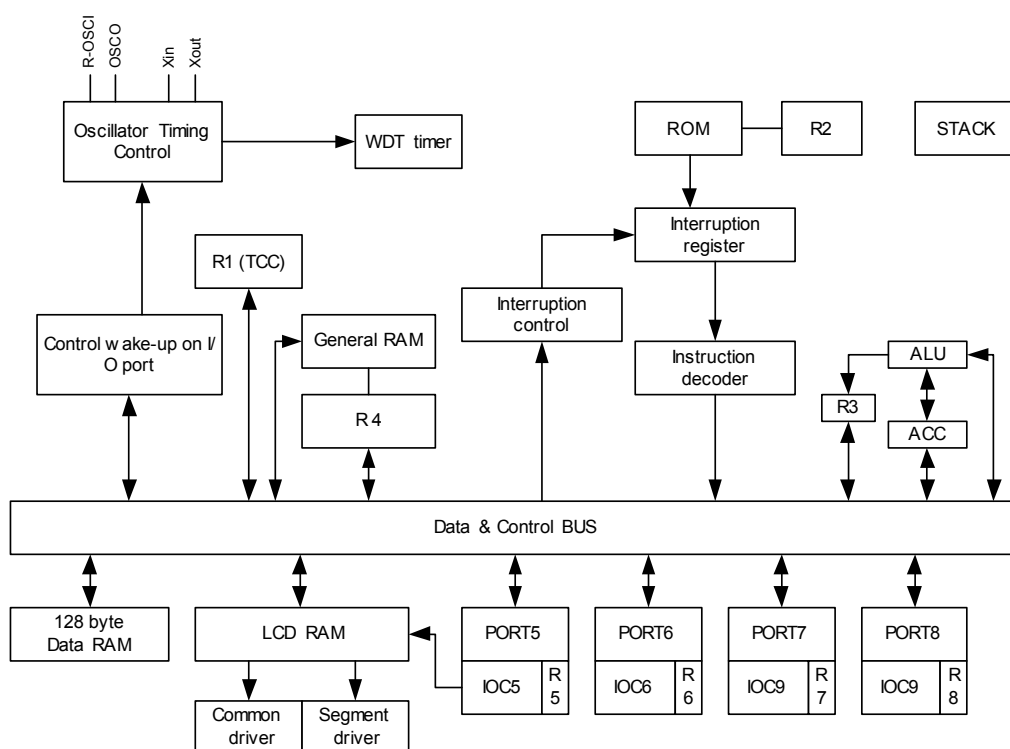 R-OSCI
OSCO
Xin
Xout
Oscillator Timing
Control
WDT timer
ROM
R2
STACK
Interruption
register
R1 (TCC)
Interruption
control
Control wake-up on I/
O port
General RAM
Instruction
decoder
ALU
R3
R4
ACC
Data & Control BUS
128 byte
Data RAM
LCD RAM
PORT5
PORT6
PORT7
PORT8
IOC5
R
5
IOC6
R
6
IOC9
R
7
IOC9
R
8
Common
driver
Segment
driver